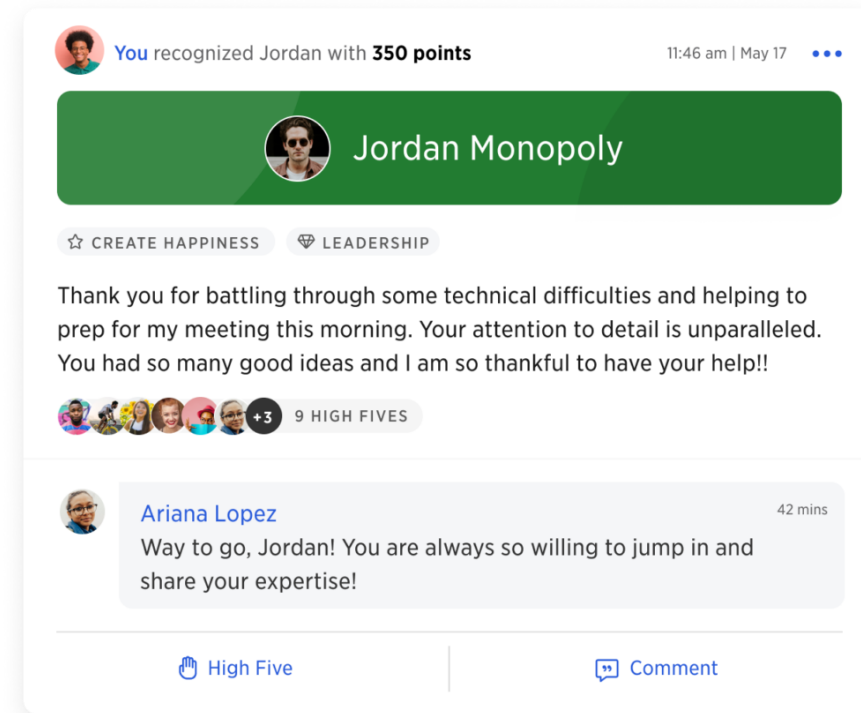 You recognized Jordan with 350 points
11:46 am | May 17
Jordan Monopoly
CREATE HAPPINESS
LEADERSHIP
Thank you for battling through some technical difficulties and helping to
prep for my meeting this morning. Your attention to detail is unparalleled.
You had so many good ideas and I am so thankful to have your help!!
+3
9 HIGH FIVES
Ariana Lopez
42 mins
Way to go, Jordan! You are always so willing to jump in and
share your expertise!
High Five
Comment